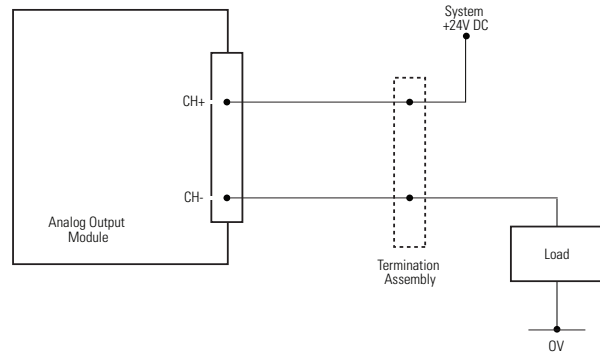 System
+24V DC
CH+
CH-
Analog Output
Module
Termination
Assembly
Load
0V